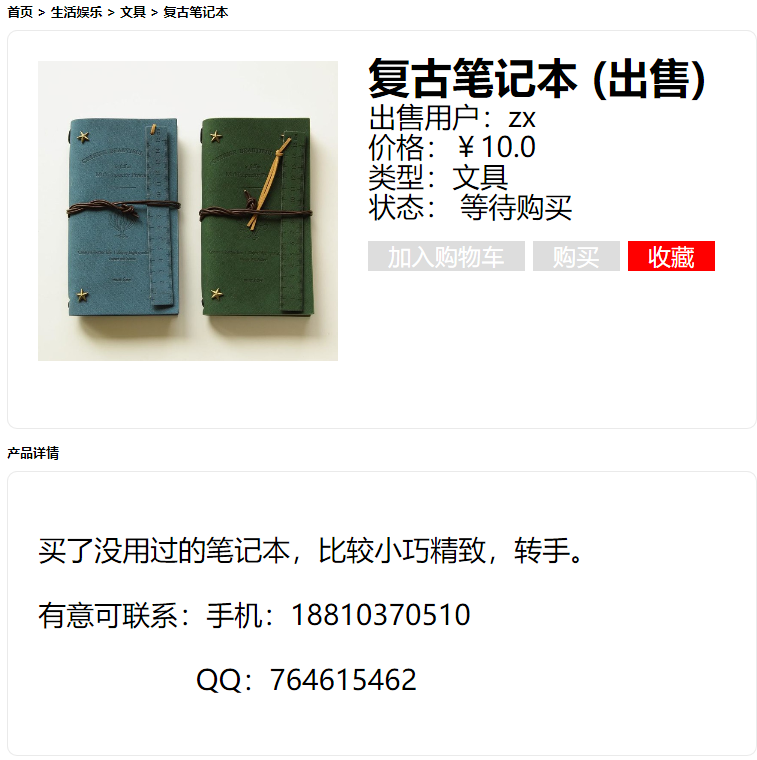 首页 > 生活娱乐 > 文具 > 复古笔记本
复古笔记本 (出售)
出售用户：zx
价格：￥10.0
类型：文具
状态： 等待购买
加入购物车 购买 收藏
产品详情
买了没用过的笔记本，比较小巧精致，转手。
有意可联系：手机：18810370510
QQ：764615462